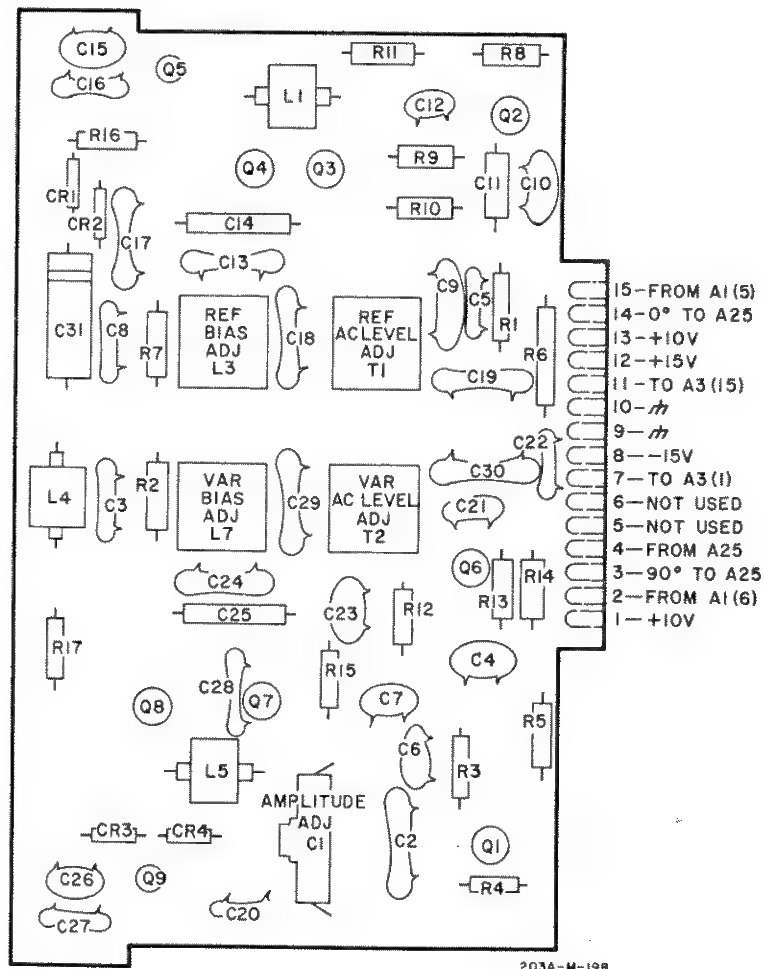 C15
R11
R8
C16
Q5
L1
C12
Q2
R16
Q4
Q3
R9
C11
C10
CR1
CR2
C17
R10
C14
C13
C9
C5
R1
R6
C31
C8
R7
REF
BIAS
ADJ
L3
C18
REF
AC LEVEL
ADJ
T1
C19
15-FROM A1(5)
14-0° TO A25
13-+10V
12-+15V
11-TO A3(15)
10-
9-
8--15V
7-TO A3(1)
6-NOT USED
5-NOT USED
4-FROM A25
3-90° TO A25
2-FROM A1(6)
1-+10V
C22
C30
L4
C3
R2
VAR
BIAS
ADJ
L7
C29
VAR
AC LEVEL
ADJ
T2
C21
Q6
R13
R14
C24
C25
C23
R12
R17
C28
Q7
Q8
R15
C4
C7
R5
L5
C6
R3
AMPLITUDE
ADJ
C1
C2
CR3
CR4
Q1
C26
Q9
R4
C27
C20
203A-M-198